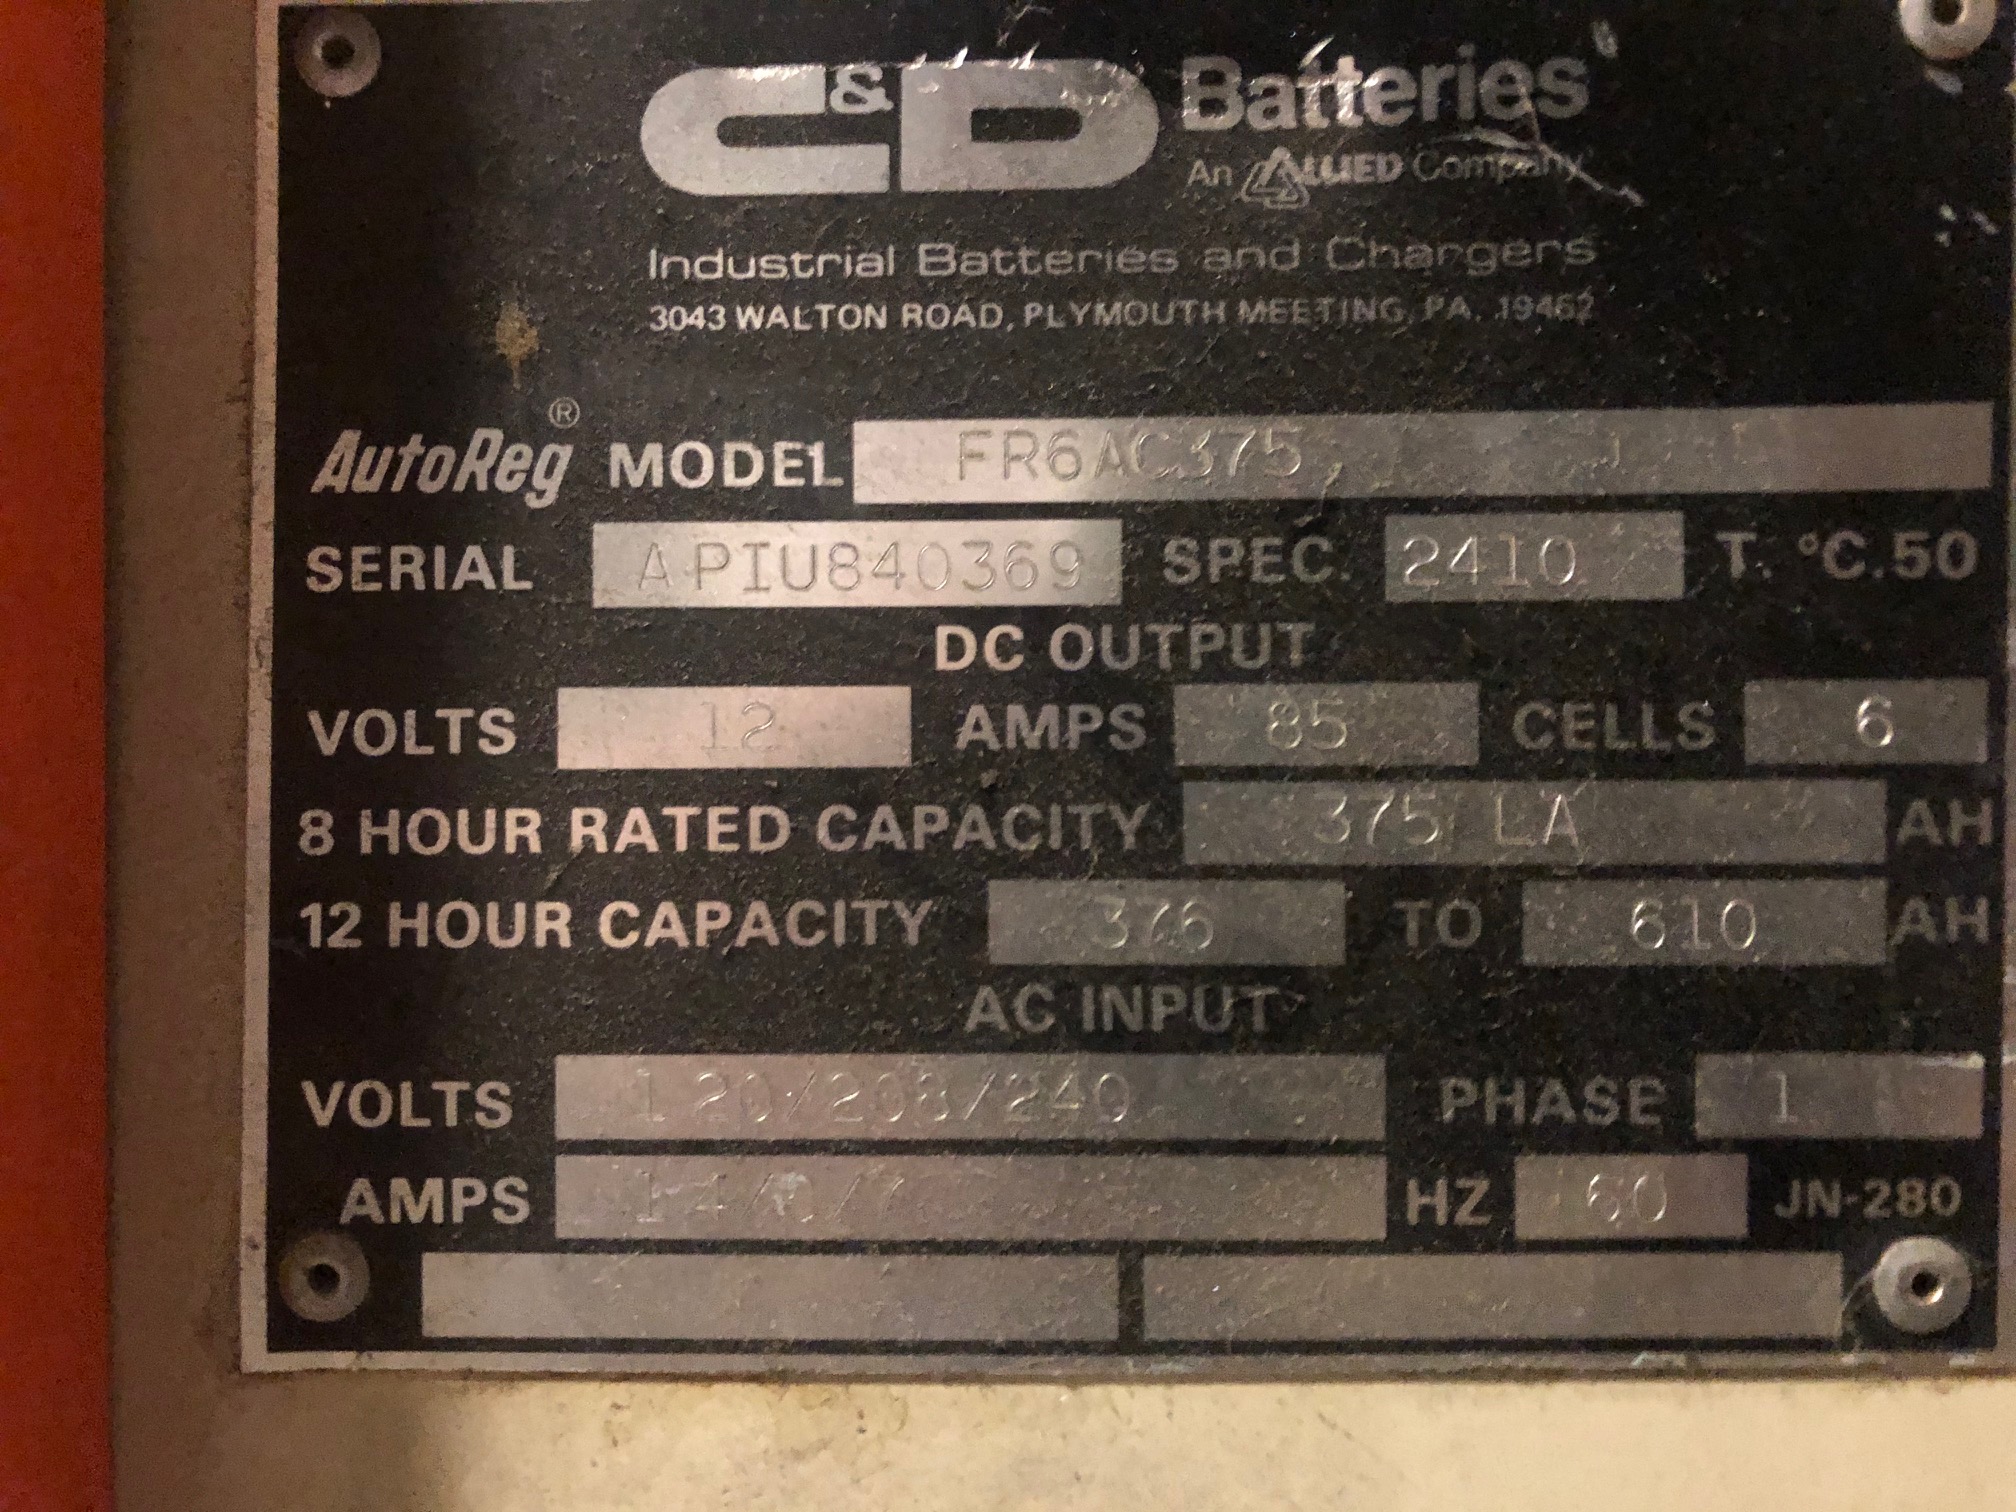 C&D Batteries
An ALLIED Company
Industrial Batteries and Chargers
3043 WALTON ROAD, PLYMOUTH MEETING, PA. 19462
AutoReg® MODEL FR6AC375
SERIAL APIU840369 SPEC. 2410 T. °C.50
DC OUTPUT
VOLTS 12 AMPS 85 CELLS 6
8 HOUR RATED CAPACITY 375 LA AH
12 HOUR CAPACITY 376 TO 610 AH
AC INPUT
VOLTS 120/208/240 PHASE 1
AMPS HZ 60 JN-280